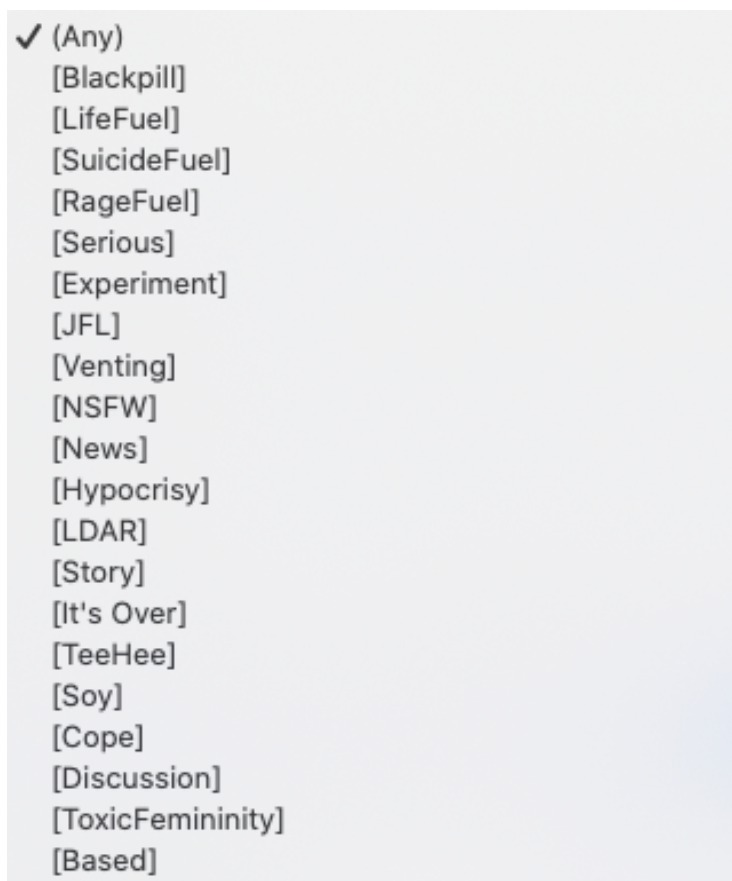 ✓ (Any)
[Blackpill]
[LifeFuel]
[SuicideFuel]
[RageFuel]
[Serious]
[Experiment]
[JFL]
[Venting]
[NSFW]
[News]
[Hypocrisy]
[LDAR]
[Story]
[It's Over]
[TeeHee]
[Soy]
[Cope]
[Discussion]
[ToxicFemininity]
[Based]